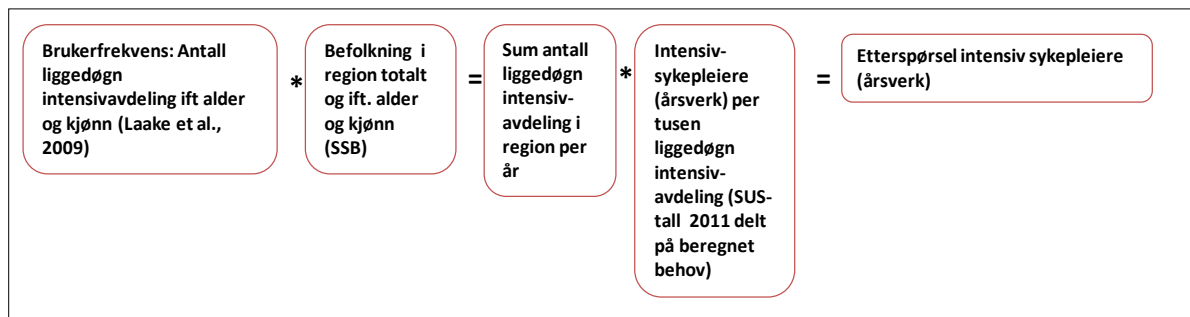 Brukerfrekvens: Antall
liggedøgn
intensivavdeling ift alder
og kjønn (Laake et al.,
2009)
*
Befolkning i
region totalt
og ift. alder
og kjønn
(SSB)
=
Sum antall
liggedøgn
intensiv-
avdeling i
region per
år
*
Intensiv-
sykepleiere
(årsverk) per
tusen
liggedøgn
intensiv-
avdeling (SUS-
tall 2011 delt
på beregnet
behov)
=
Etterspørsel intensiv sykepleiere
(årsverk)